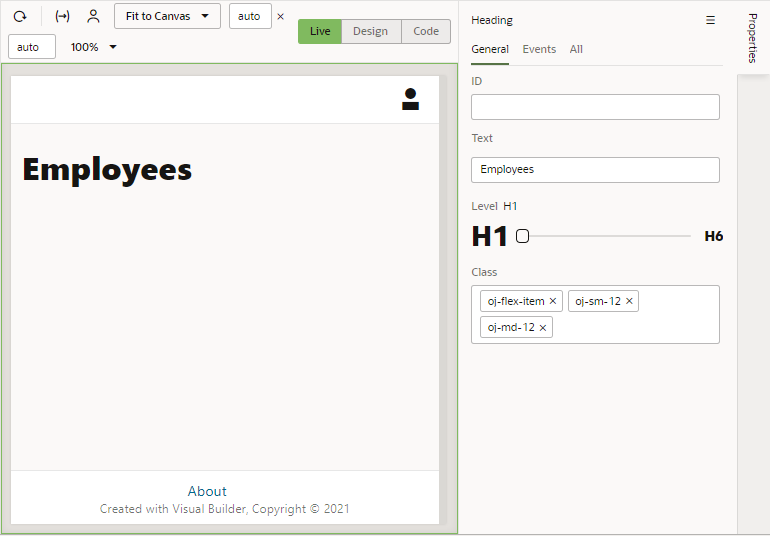 Fit to Canvas auto ×
auto 100%
Live Design Code
Employees
About
Created with Visual Builder, Copyright © 2021
Heading
General Events All
ID
Text
Employees
Level H1
H1 H6
Class
oj-flex-item × oj-sm-12 ×
oj-md-12 ×
Properties